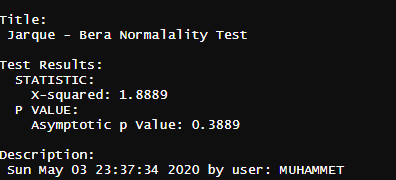 Title:
Jarque - Bera Normalality Test
Test Results:
STATISTIC:
X-squared: 1.8889
P VALUE:
Asymptotic p Value: 0.3889
Description:
Sun May 03 23:37:34 2020 by user: MUHAMMET